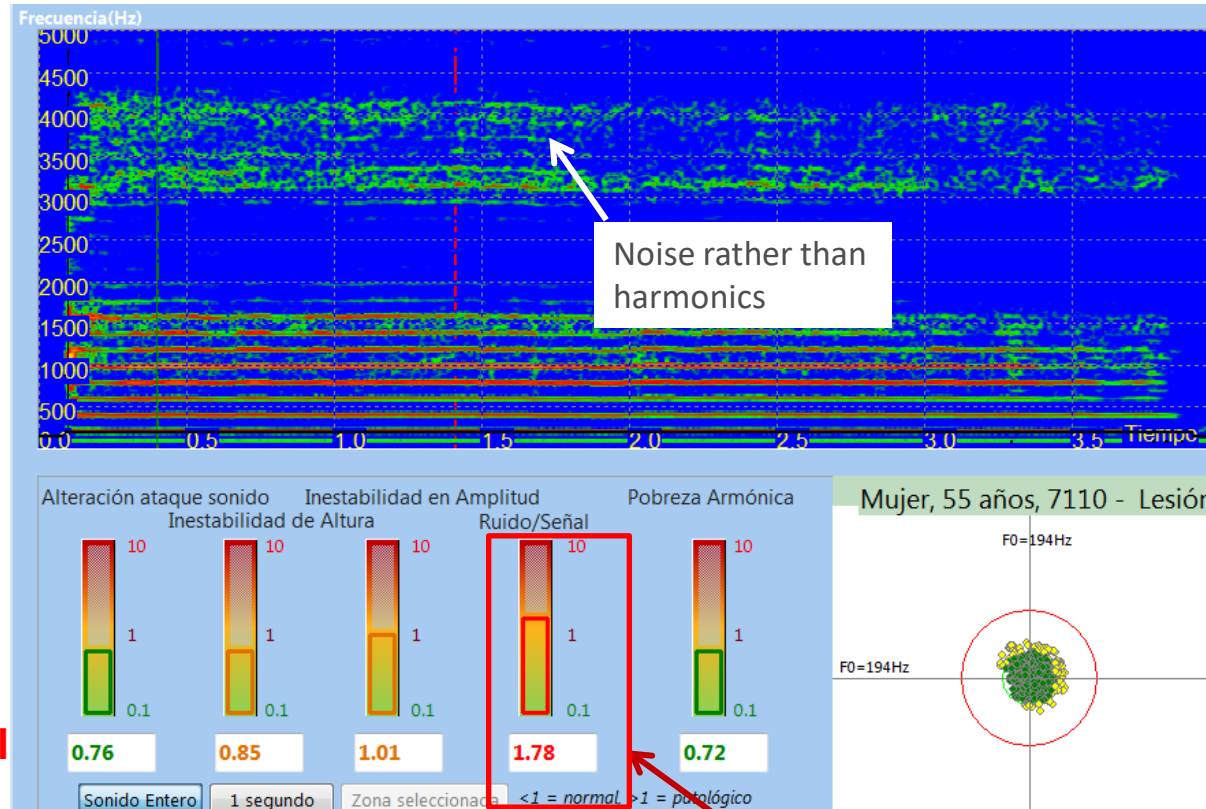 Frecuencia(Hz)
5000
4500
4000
3500
3000
2500
2000
1500
1000
500
0.0 0.5 1.0 1.5 2.0 2.5 3.0 3.5 Tiempo
Noise rather than
harmonics
Alteración ataque sonido Inestabilidad en Amplitud Pobreza Armónica
Inestabilidad de Altura Ruido/Señal
10 10 10 10 10
1 1 1 1 1
0.1 0.1 0.1 0.1 0.1
0.76 0.85 1.01 1.78 0.72
Sonido Entero 1 segundo Zona seleccionada <1 = normal, >1 = patológico
Mujer, 55 años, 7110 - Lesión
F0=194Hz
F0=194Hz